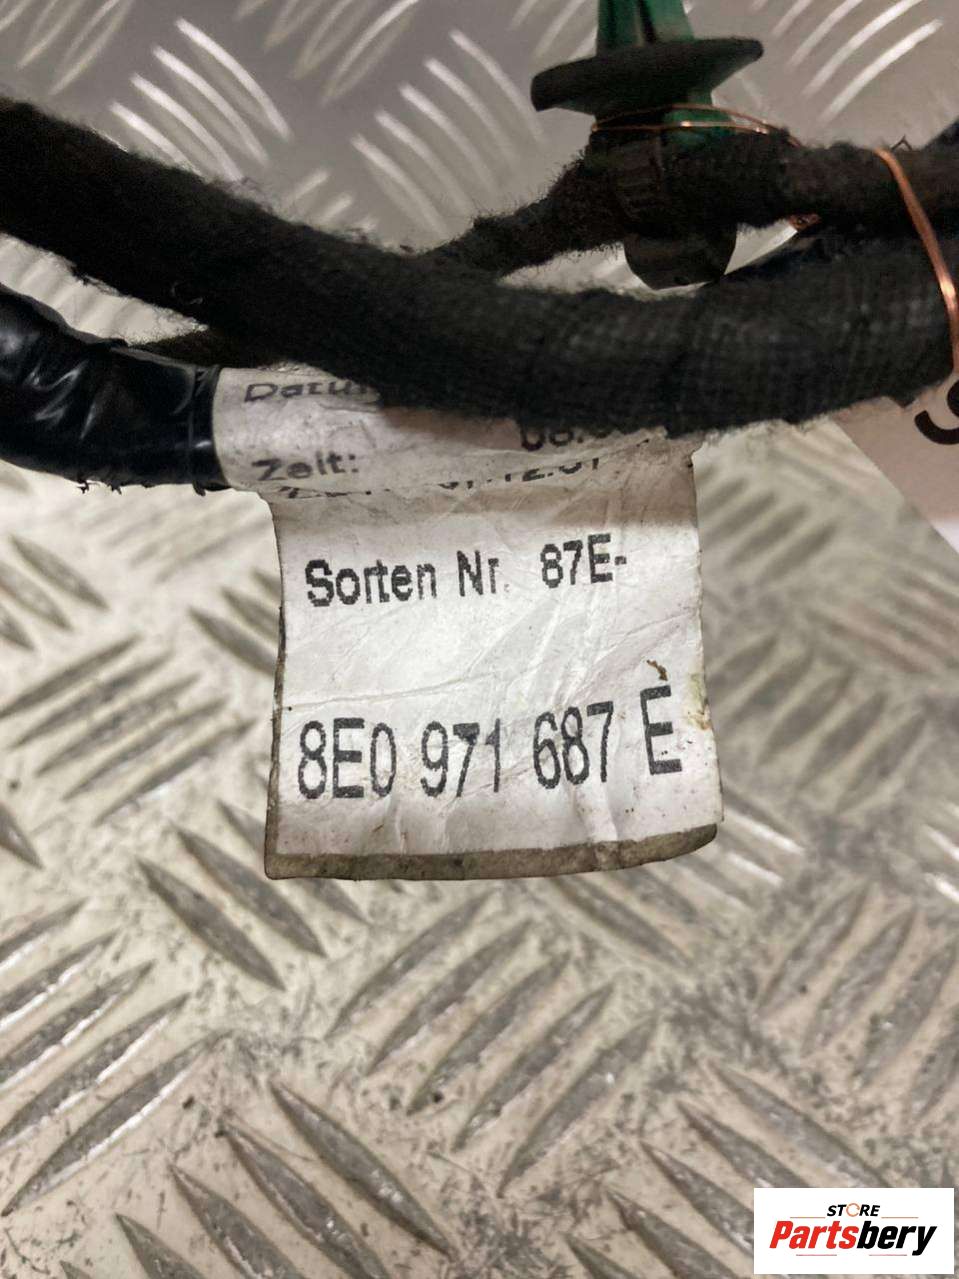 Zeit:
Sorten Nr. 87E-
8E0 971 687 E
STORE
Partsbery